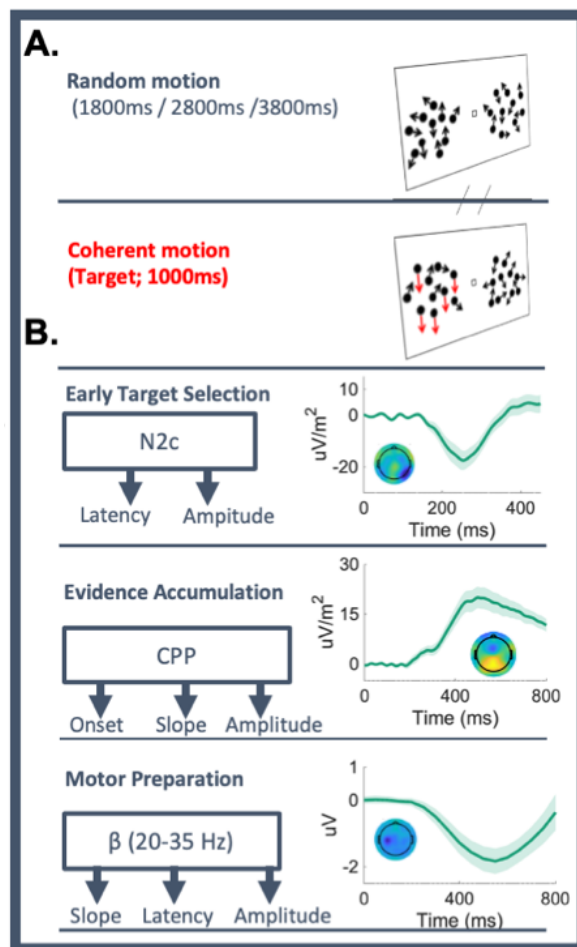 A.
Random motion
(1800ms / 2800ms /3800ms)
Coherent motion
(Target; 1000ms)
B.
Early Target Selection
N2c
Latency
Ampitude
10
0
-20
uV/m²
0
200
400
Time (ms)
Evidence Accumulation
CPP
Onset
Slope
Amplitude
30
15
0
uV/m²
0
400
800
Time (ms)
Motor Preparation
β (20-35 Hz)
Slope
Latency
Amplitude
1
0
-2
uV
0
400
800
Time (ms)